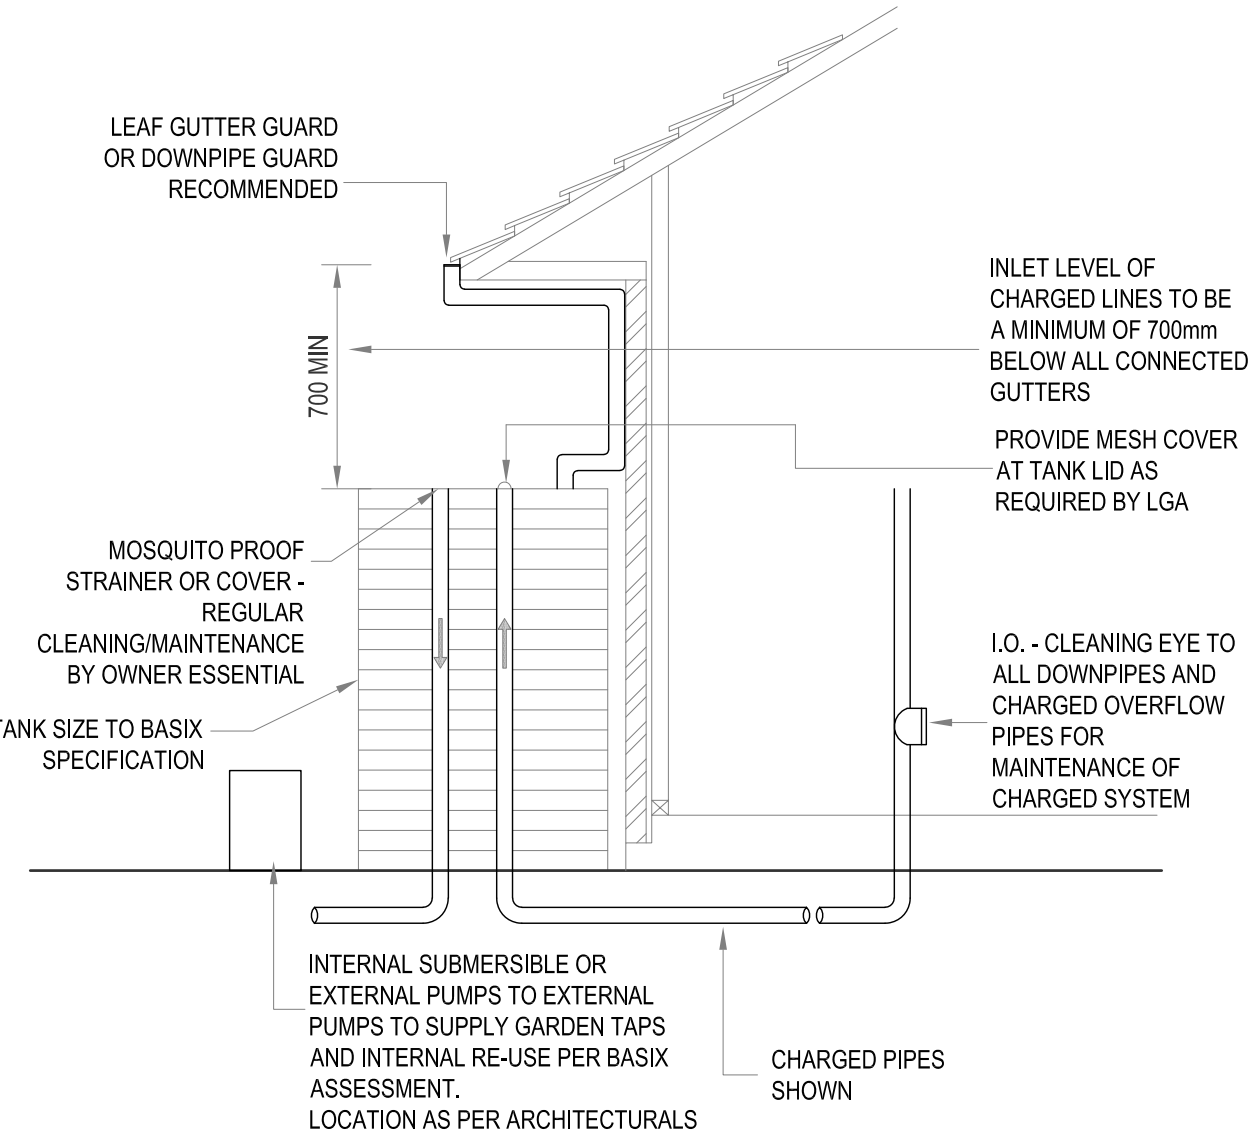 LEAF GUTTER GUARD
OR DOWNPIPE GUARD
RECOMMENDED
700 MIN
INLET LEVEL OF
CHARGED LINES TO BE
A MINIMUM OF 700mm
BELOW ALL CONNECTED
GUTTERS
PROVIDE MESH COVER
AT TANK LID AS
REQUIRED BY LGA
MOSQUITO PROOF
STRAINER OR COVER -
REGULAR
CLEANING/MAINTENANCE
BY OWNER ESSENTIAL
TANK SIZE TO BASIX
SPECIFICATION
I.O. - CLEANING EYE TO
ALL DOWNPIPES AND
CHARGED OVERFLOW
PIPES FOR
MAINTENANCE OF
CHARGED SYSTEM
INTERNAL SUBMERSIBLE OR
EXTERNAL PUMPS TO EXTERNAL
PUMPS TO SUPPLY GARDEN TAPS
AND INTERNAL RE-USE PER BASIX
ASSESSMENT.
LOCATION AS PER ARCHITECTURALS
CHARGED PIPES
SHOWN